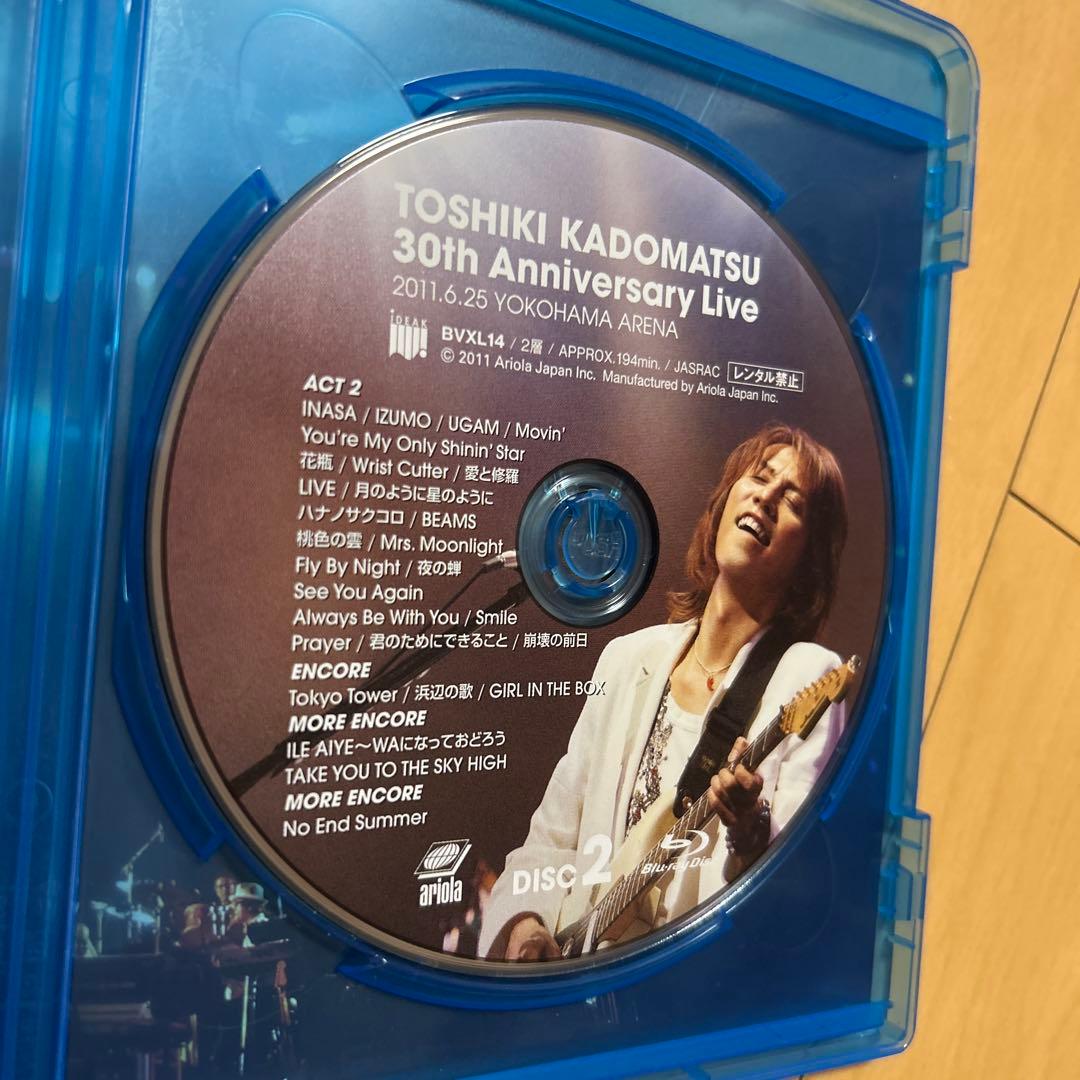 TOSHIKI KADOMATSU
30th Anniversary Live
2011.6.25 YOKOHAMA ARENA
iDEAK
BVXL14 / 2層 / APPROX.194min. / JASRAC レンタル禁止
© 2011 Ariola Japan Inc. Manufactured by Ariola Japan Inc.
ACT 2
INASA / IZUMO / UGAM / Movin'
You're My Only Shinin' Star
花瓶 / Wrist Cutter / 愛と修羅
LIVE / 月のように星のように
ハナノサクコロ / BEAMS
桃色の雲 / Mrs. Moonlight
Fly By Night / 夜の蝉
See You Again
Always Be With You / Smile
Prayer / 君のためにできること / 崩壊の前日
ENCORE
Tokyo Tower / 浜辺の歌 / GIRL IN THE BOX
MORE ENCORE
ILE AIYE～WAになっておどろう
TAKE YOU TO THE SKY HIGH
MORE ENCORE
No End Summer
ariola
DISC 2
Blu-ray Disc